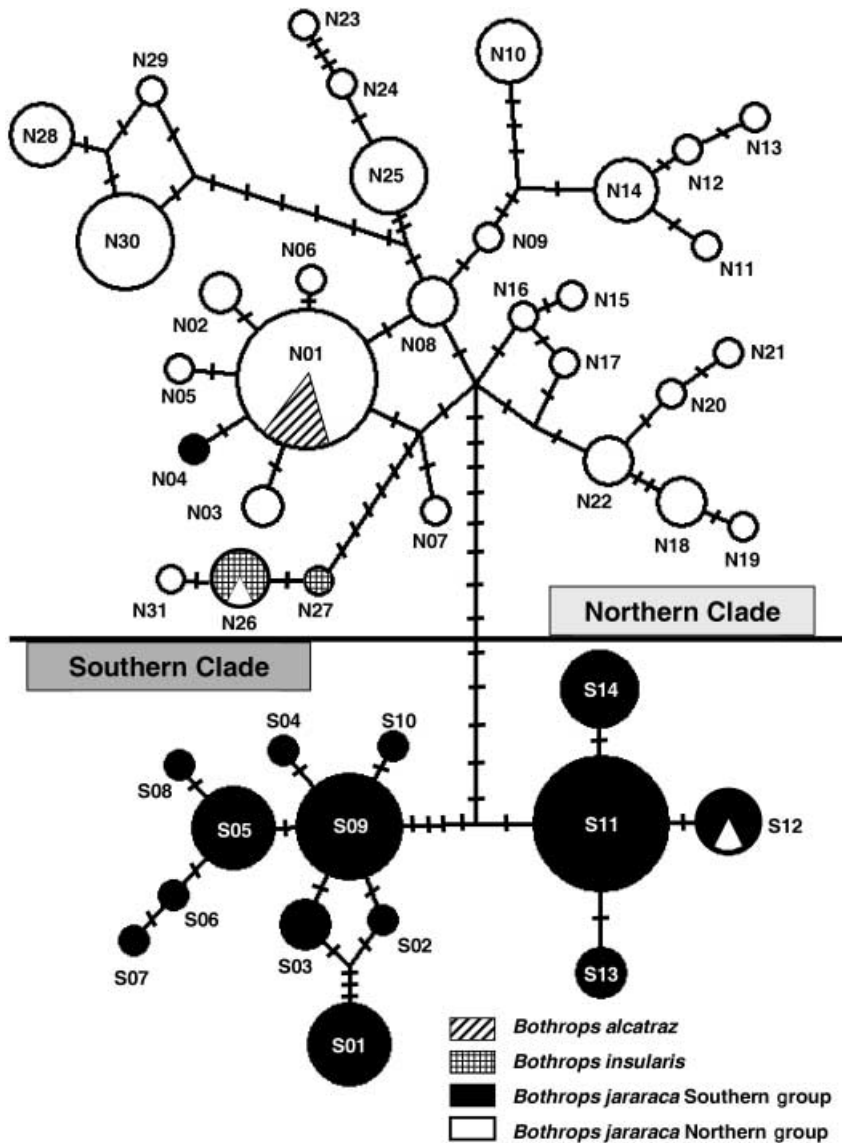 N23
N29
N10
N24
N28
N13
N12
N25
N14
N30
N09
N11
N06
N02
N16
N15
N01
N08
N17
N21
N05
N20
N04
N22
N03
N07
N18
N19
N31
N26
N27
Northern Clade
Southern Clade
S14
S04
S10
S08
S05
S09
S11
S12
S06
S07
S03
S02
S13
S01
Bothrops alcatraz
Bothrops insularis
Bothrops jararaca Southern group
Bothrops jararaca Northern group